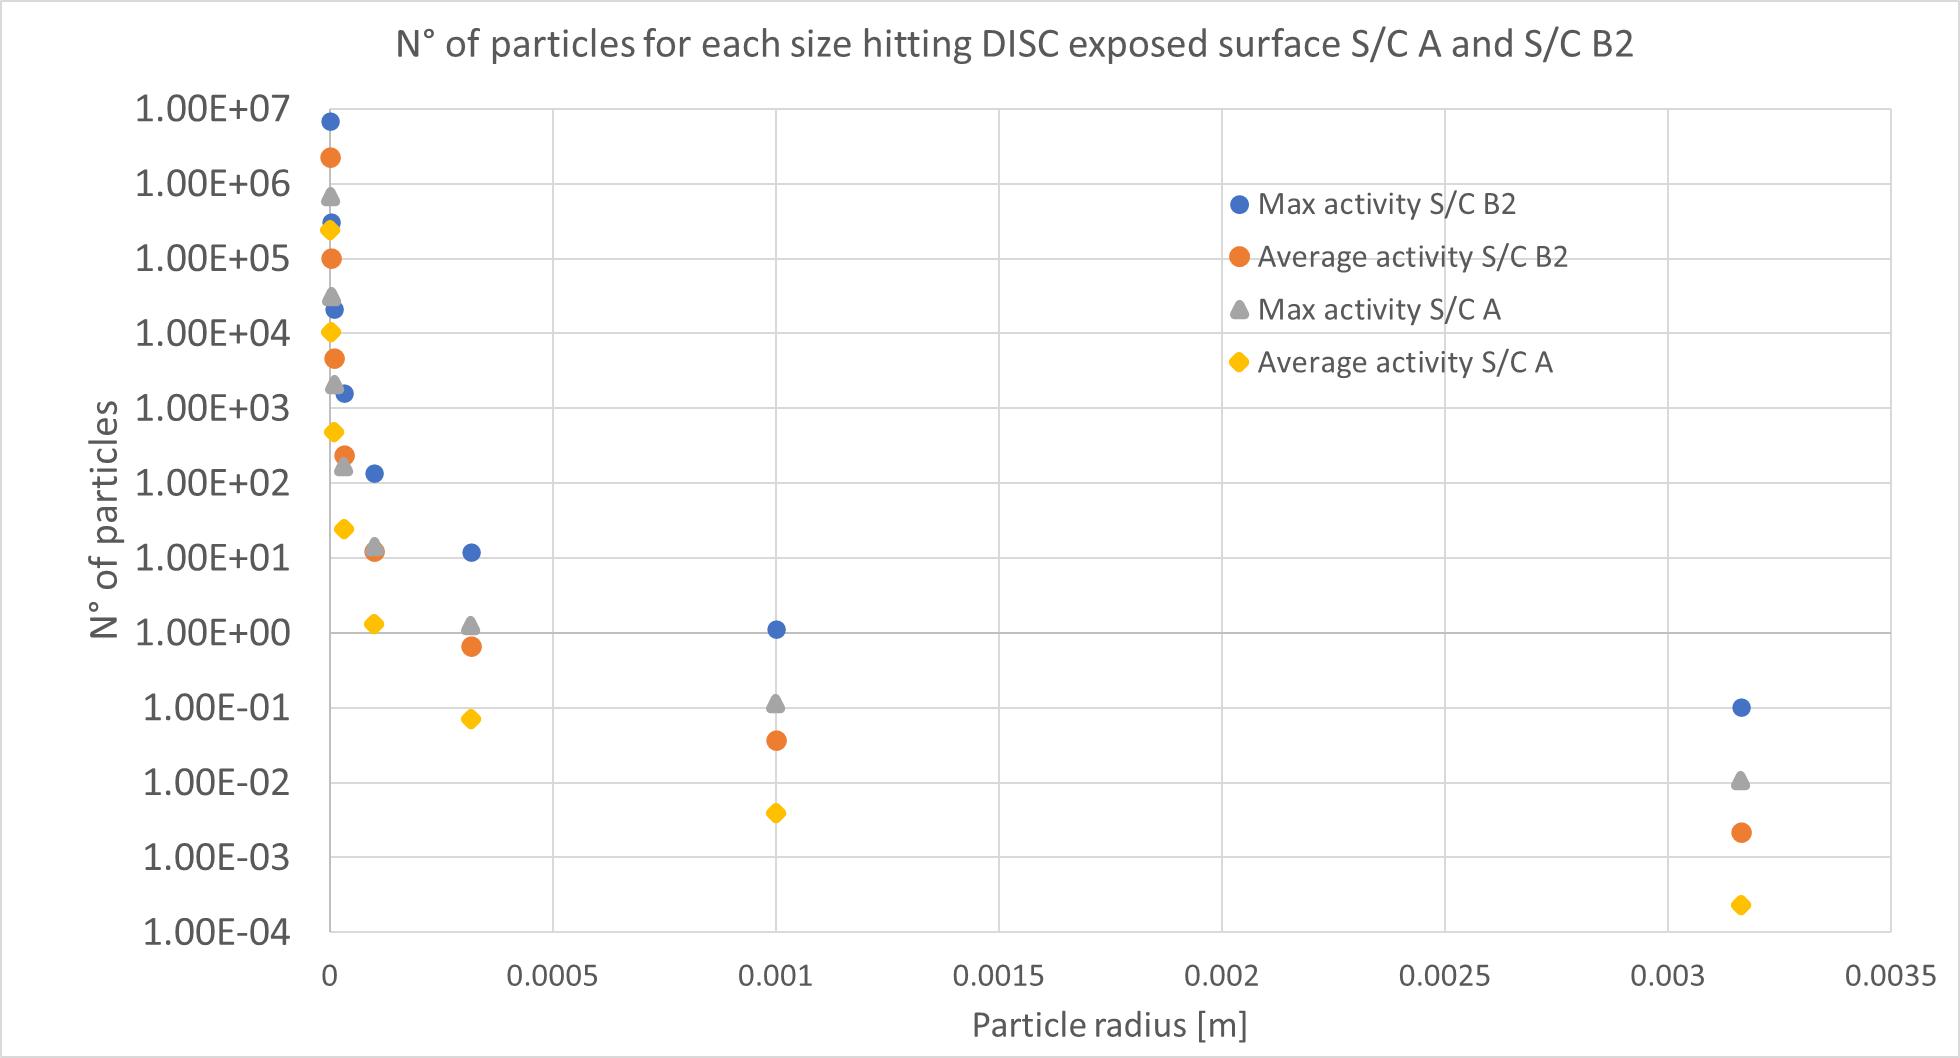 N° of particles for each size hitting DISC exposed surface S/C A and S/C B2
1.00E+07
1.00E+06
1.00E+05
1.00E+04
1.00E+03
1.00E+02
1.00E+01
1.00E+00
1.00E-01
1.00E-02
1.00E-03
1.00E-04
N° of particles
Max activity S/C B2
Average activity S/C B2
Max activity S/C A
Average activity S/C A
0 0.0005 0.001 0.0015 0.002 0.0025 0.003 0.0035
Particle radius [m]